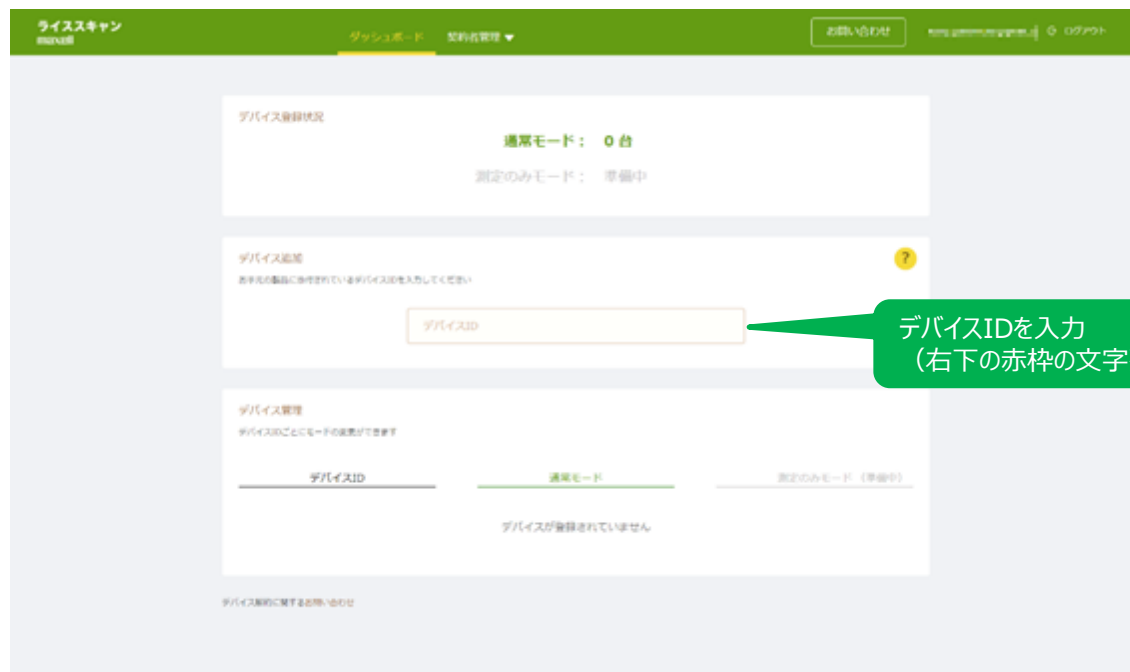 ライススキャン
maxell
ダッシュボード 契約者管理 ▼ お問い合わせ ログアウト
デバイス登録状況
通常モード： 0 台
測定のみモード： 準備中
デバイス追加 ?
お手元の製品に添付されているデバイスIDを入力してください
デバイスID
デバイスIDを入力
（右下の赤枠の文字
デバイス管理
デバイスIDごとにモードの変更ができます
デバイスID 通常モード 測定のみモード（準備中）
デバイスが登録されていません
デバイス解約に関するお問い合わせ